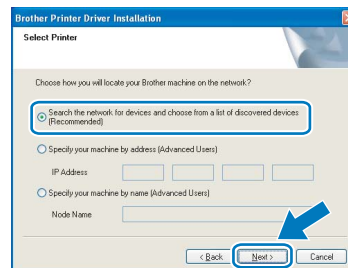 Brother Printer Driver Installation
Select Printer
Choose how you will locate your Brother machine on the network?
Search the network for devices and choose from a list of discovered devices
(Recommended)
Specify your machine by address (Advanced Users)
IP Address
Specify your machine by name (Advanced Users)
Node Name
< Back
Next >
Cancel